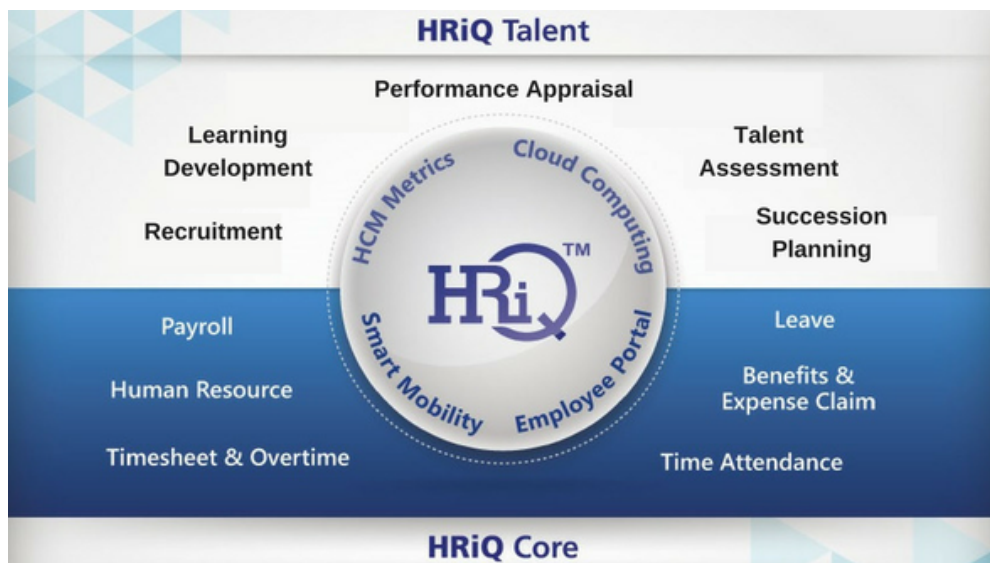 HRiQ Talent
Performance Appraisal
Learning
Development
Talent
Assessment
Recruitment
Succession
Planning
HCM Metrics
Cloud Computing
HRiQ™
Smart Mobility
Employee Portal
Payroll
Leave
Human Resource
Benefits &
Expense Claim
Timesheet & Overtime
Time Attendance
HRiQ Core